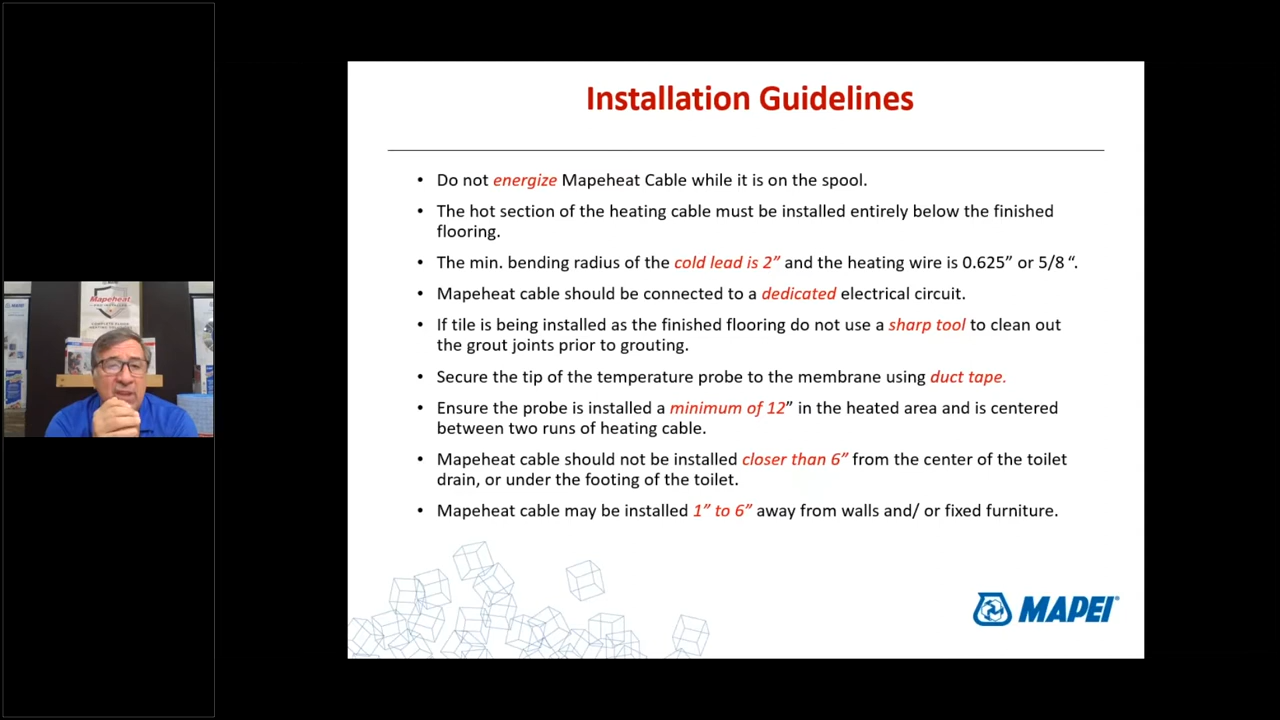 Installation Guidelines
• Do not energize Mapeheat Cable while it is on the spool.
• The hot section of the heating cable must be installed entirely below the finished
flooring.
• The min. bending radius of the cold lead is 2” and the heating wire is 0.625” or 5/8 “.
• Mapeheat cable should be connected to a dedicated electrical circuit.
• If tile is being installed as the finished flooring do not use a sharp tool to clean out
the grout joints prior to grouting.
• Secure the tip of the temperature probe to the membrane using duct tape.
• Ensure the probe is installed a minimum of 12” in the heated area and is centered
between two runs of heating cable.
• Mapeheat cable should not be installed closer than 6” from the center of the toilet
drain, or under the footing of the toilet.
• Mapeheat cable may be installed 1” to 6” away from walls and/ or fixed furniture.
MAPEI®
Mapeheat